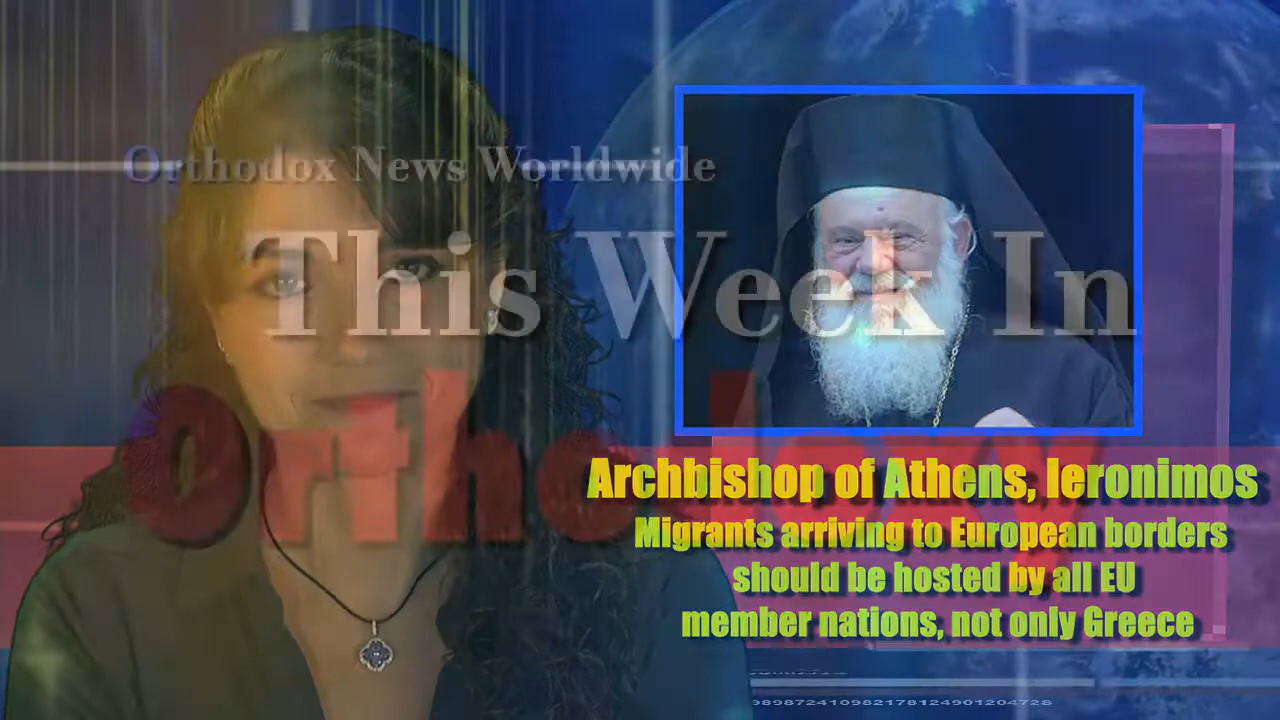 Orthodox News Worldwide
This Week In
Orthodoxy
Archbishop of Athens, Ieronimos
Migrants arriving to European borders
should be hosted by all EU
member nations, not only Greece